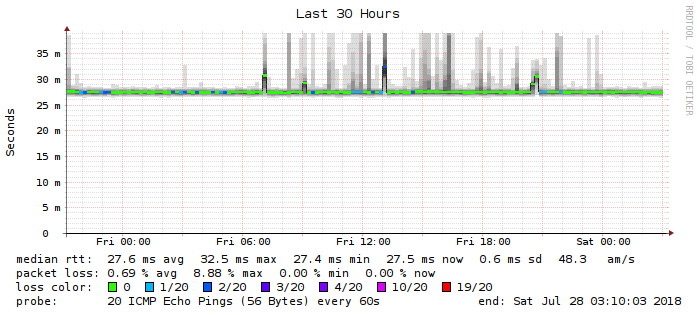 Last 30 Hours
RRDTOOL / TOBI OETIKER
Seconds
35 m
30 m
25 m
20 m
15 m
10 m
5 m
0
Fri 00:00 Fri 06:00 Fri 12:00 Fri 18:00 Sat 00:00
median rtt: 27.6 ms avg 32.5 ms max 27.4 ms min 27.5 ms now 0.6 ms sd 48.3 am/s
packet loss: 0.69 % avg 8.88 % max 0.00 % min 0.00 % now
loss color: 0 1/20 2/20 3/20 4/20 10/20 19/20
probe: 20 ICMP Echo Pings (56 Bytes) every 60s end: Sat Jul 28 03:10:03 2018